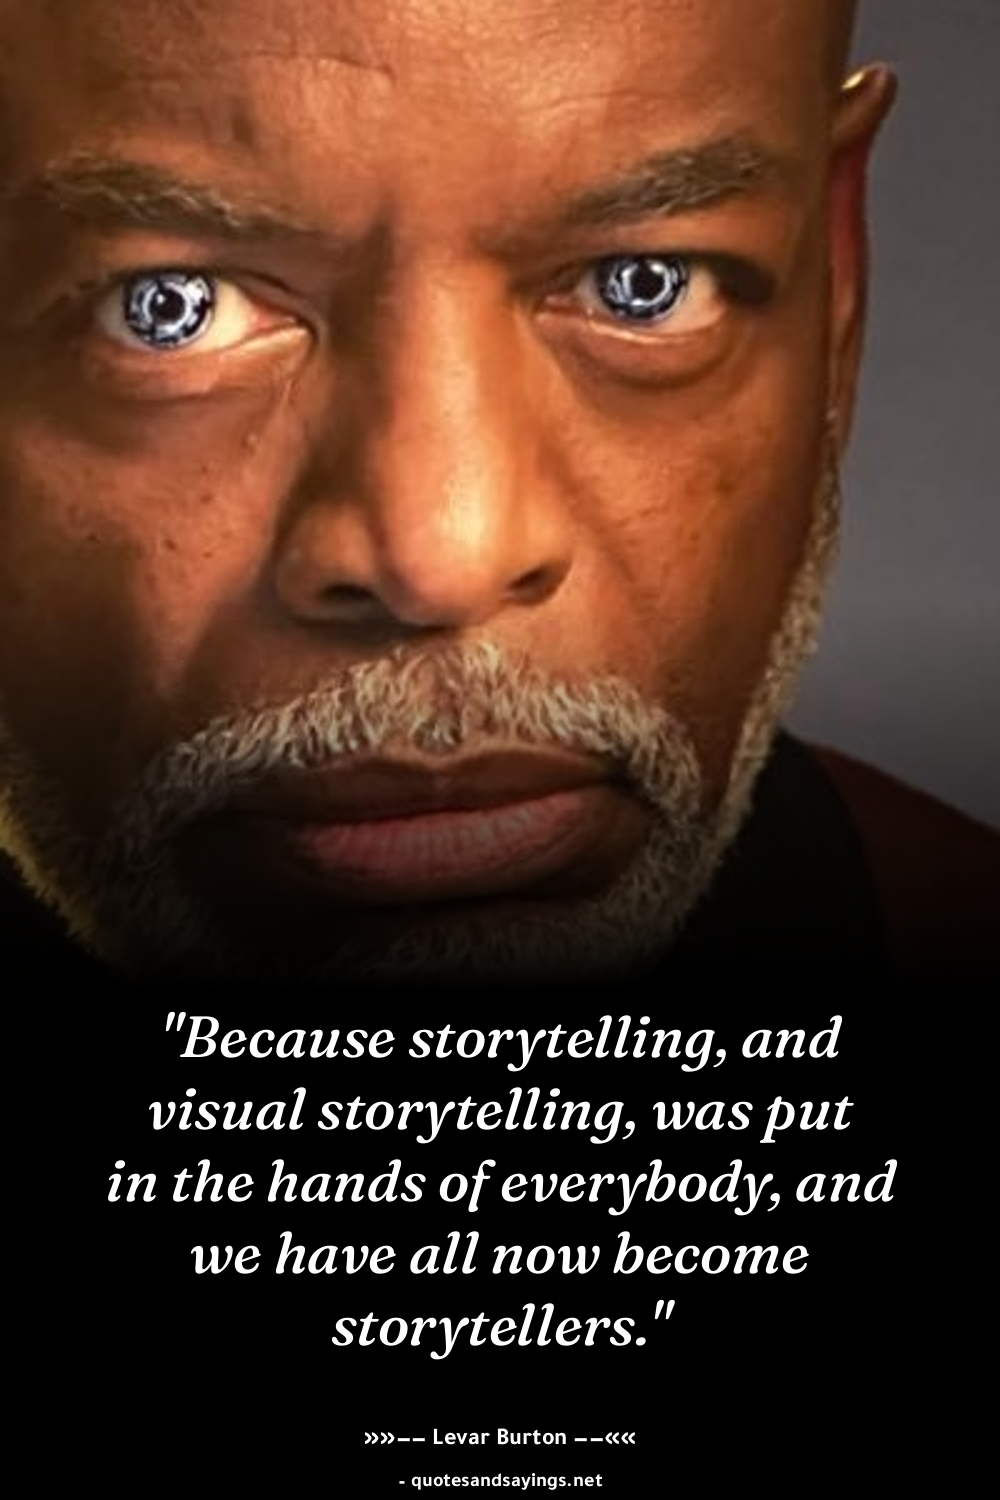 "Because storytelling, and
visual storytelling, was put
in the hands of everybody, and
we have all now become
storytellers."
»»−− Levar Burton −−««
- quotesandsayings.net